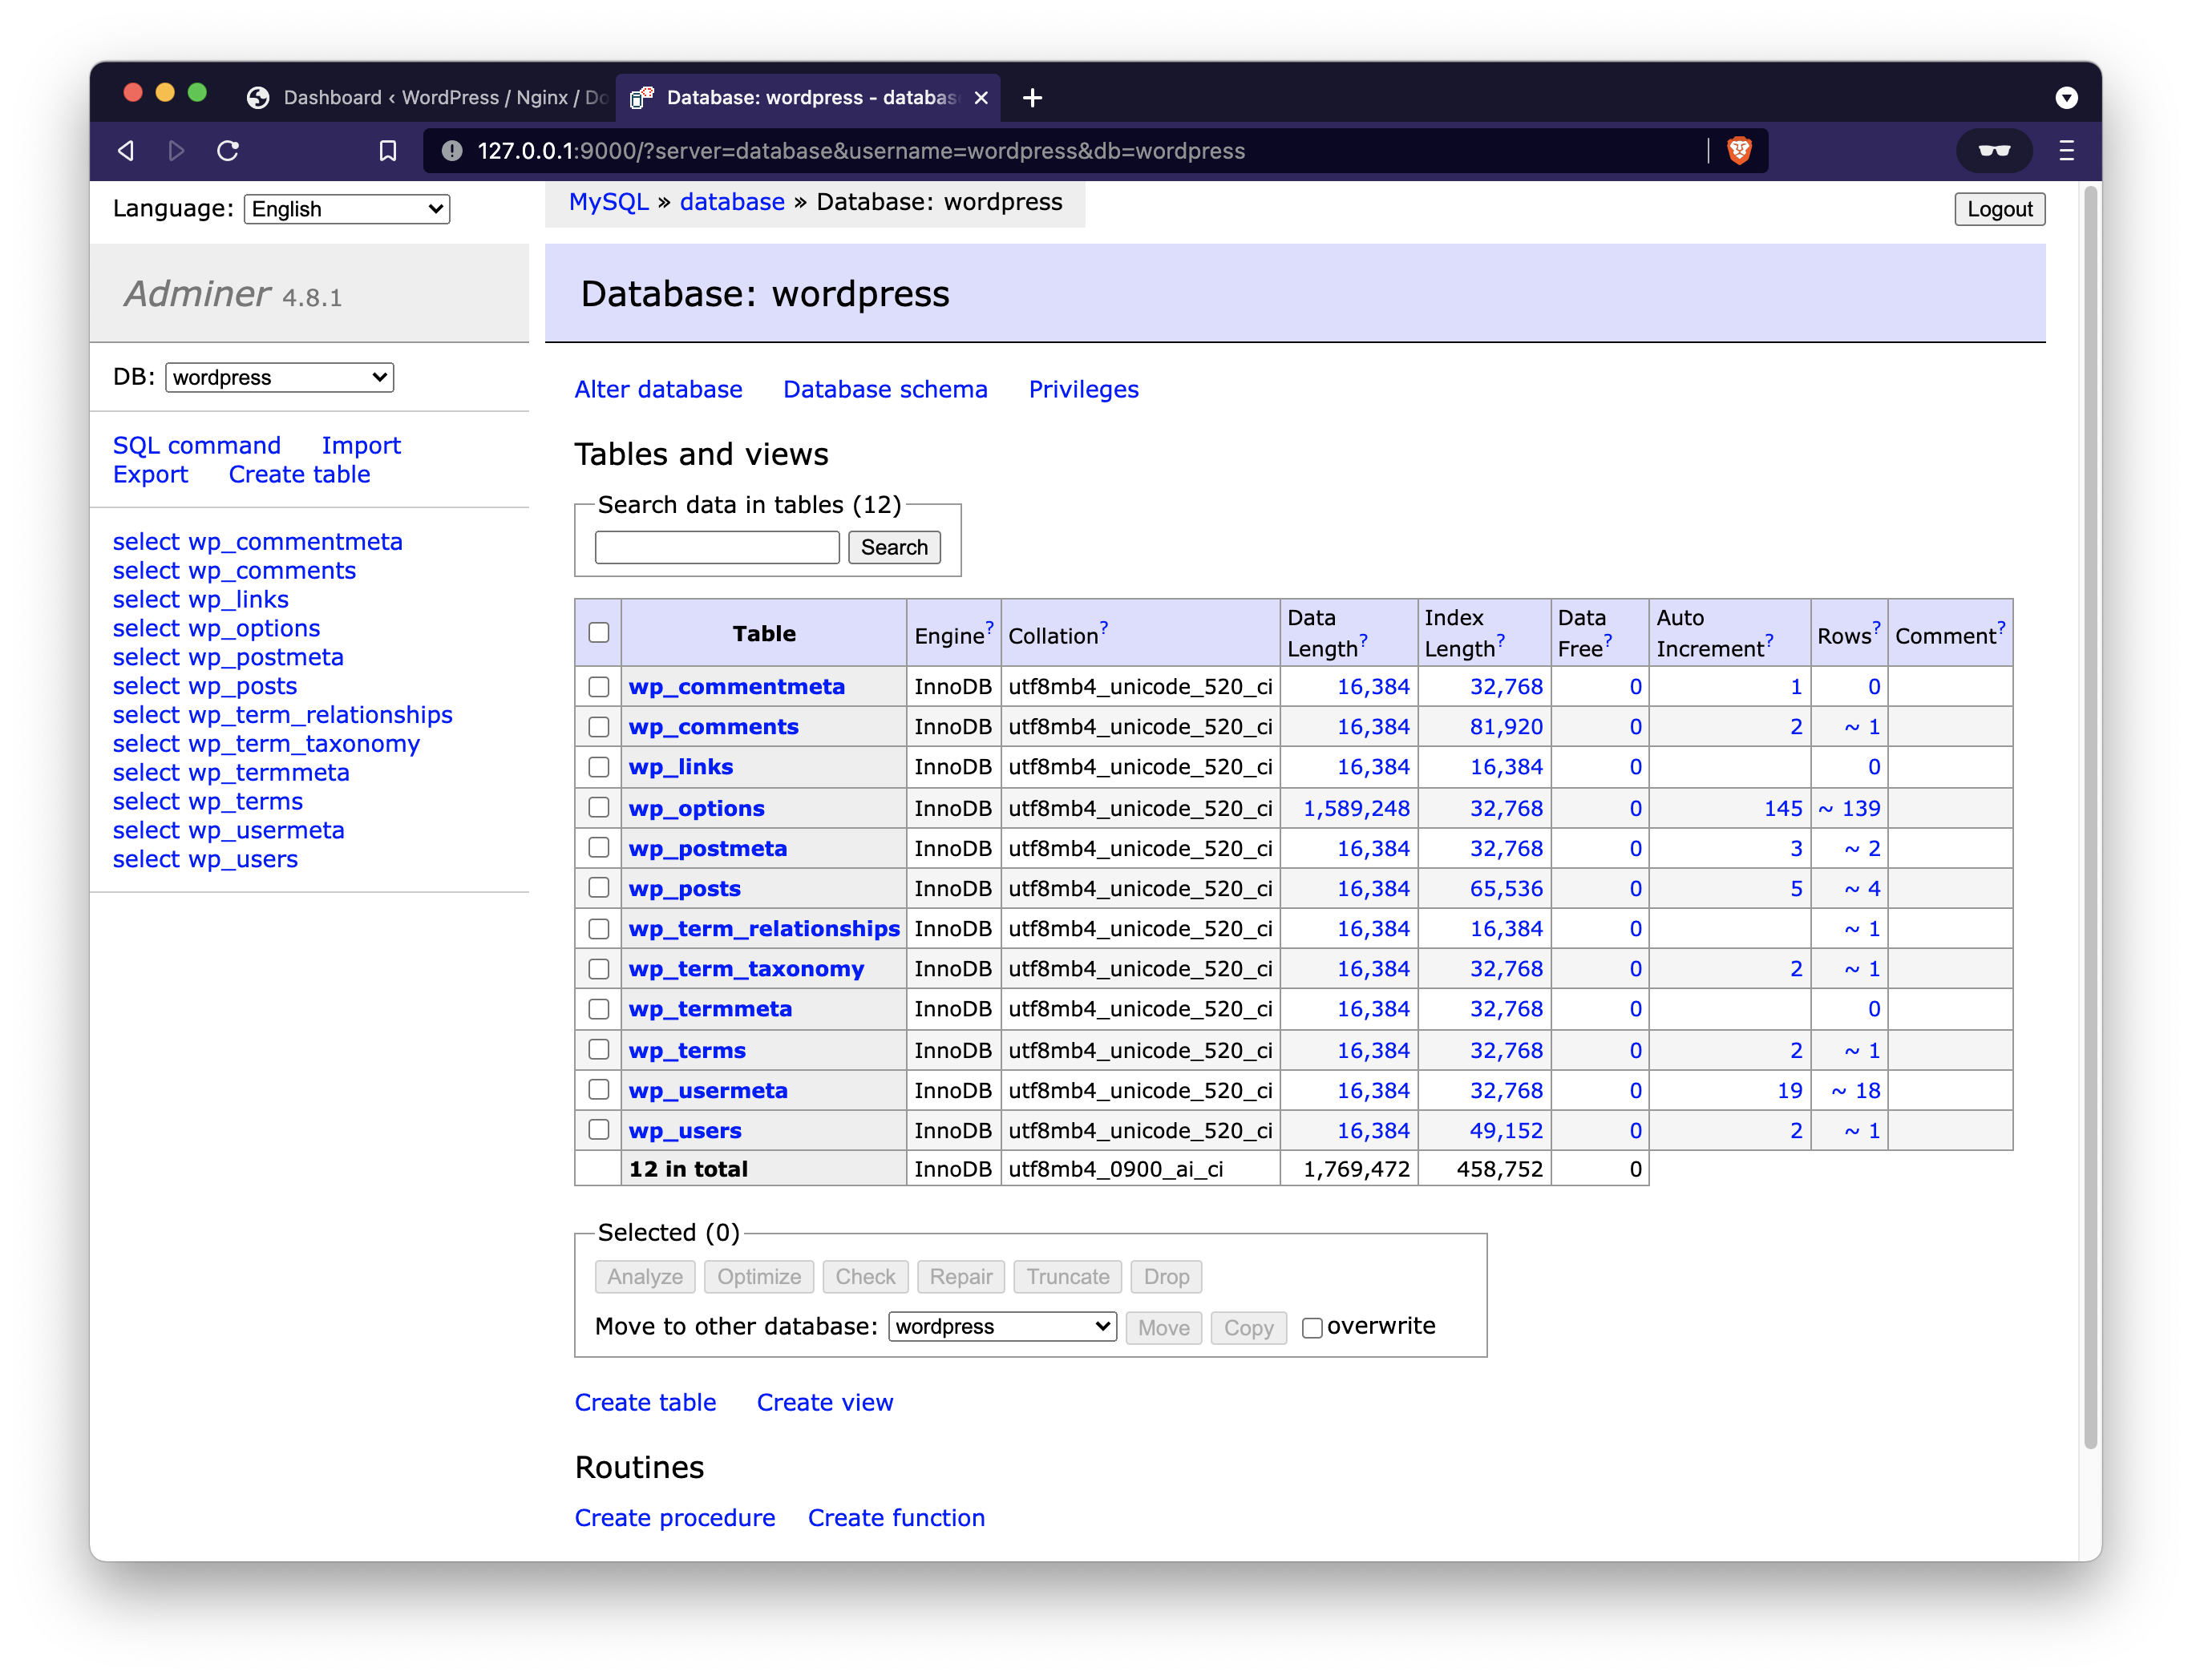 Dashboard ‹ WordPress / Nginx / Do
Database: wordpress - databas
127.0.0.1:9000/?server=database&username=wordpress&db=wordpress
Language: English
MySQL » database » Database: wordpress
Logout
Adminer 4.8.1
Database: wordpress
DB: wordpress
Alter database Database schema Privileges
SQL command Import
Export Create table
select wp_commentmeta
select wp_comments
select wp_links
select wp_options
select wp_postmeta
select wp_posts
select wp_term_relationships
select wp_term_taxonomy
select wp_termmeta
select wp_terms
select wp_usermeta
select wp_users
Tables and views
Search data in tables (12)
Search
Table Engine? Collation? Data Length? Index Length? Data Free? Auto Increment? Rows? Comment?
wp_commentmeta InnoDB utf8mb4_unicode_520_ci 16,384 32,768 0 1 0
wp_comments InnoDB utf8mb4_unicode_520_ci 16,384 81,920 0 2 ~ 1
wp_links InnoDB utf8mb4_unicode_520_ci 16,384 16,384 0 0
wp_options InnoDB utf8mb4_unicode_520_ci 1,589,248 32,768 0 145 ~ 139
wp_postmeta InnoDB utf8mb4_unicode_520_ci 16,384 32,768 0 3 ~ 2
wp_posts InnoDB utf8mb4_unicode_520_ci 16,384 65,536 0 5 ~ 4
wp_term_relationships InnoDB utf8mb4_unicode_520_ci 16,384 16,384 0 ~ 1
wp_term_taxonomy InnoDB utf8mb4_unicode_520_ci 16,384 32,768 0 2 ~ 1
wp_termmeta InnoDB utf8mb4_unicode_520_ci 16,384 32,768 0 0
wp_terms InnoDB utf8mb4_unicode_520_ci 16,384 32,768 0 2 ~ 1
wp_usermeta InnoDB utf8mb4_unicode_520_ci 16,384 32,768 0 19 ~ 18
wp_users InnoDB utf8mb4_unicode_520_ci 16,384 49,152 0 2 ~ 1
12 in total InnoDB utf8mb4_0900_ai_ci 1,769,472 458,752 0
Selected (0)
Analyze Optimize Check Repair Truncate Drop
Move to other database: wordpress Move Copy overwrite
Create table Create view
Routines
Create procedure Create function